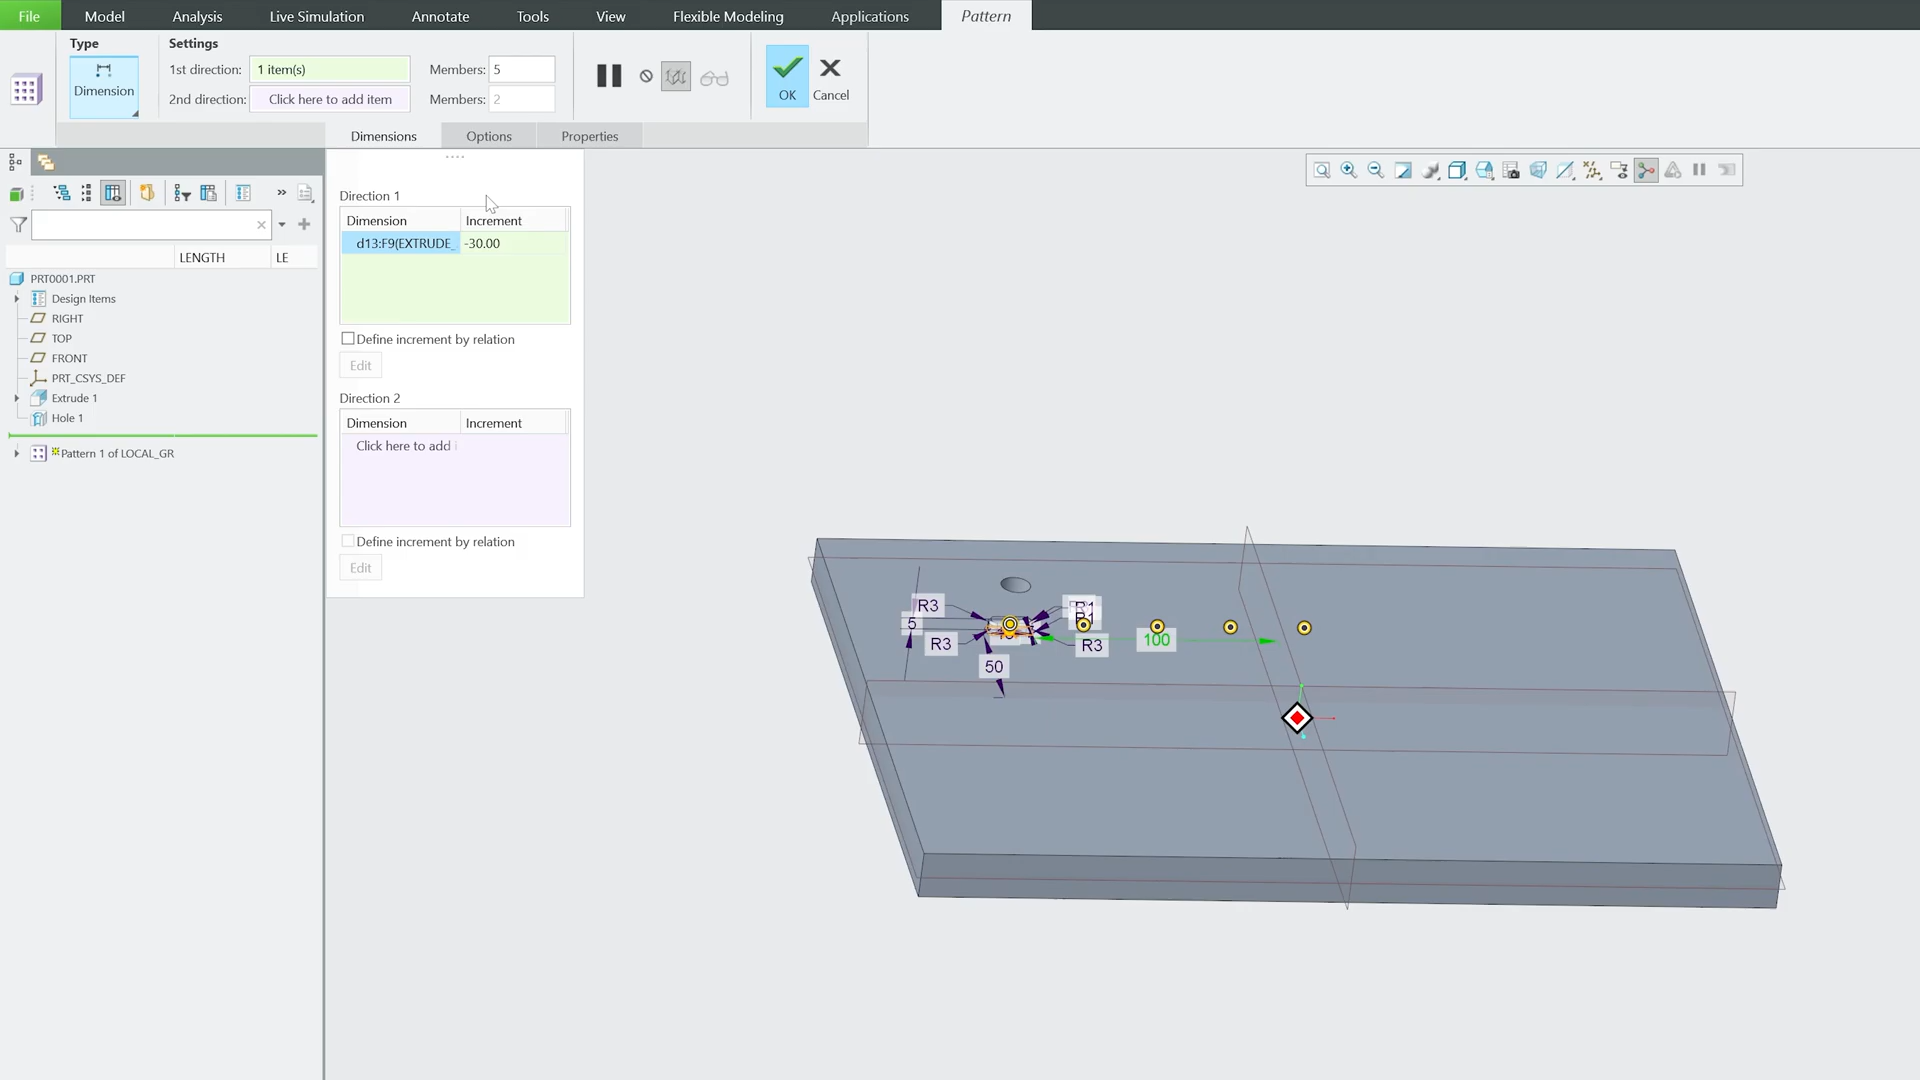 File Model Analysis Live Simulation Annotate Tools View Flexible Modeling Applications Pattern
Type
Dimension
Settings
1st direction: 1 item(s) Members: 5
2nd direction: Click here to add item Members: 2
OK
Cancel
Dimensions Options Properties
LENGTH LE
PRT0001.PRT
Design Items
RIGHT
TOP
FRONT
PRT_CSYS_DEF
Extrude 1
Hole 1
Pattern 1 of LOCAL_GR
Direction 1
Dimension Increment
d13:F9(EXTRUDE_ -30.00
Define increment by relation
Edit
Direction 2
Dimension Increment
Click here to add i
Define increment by relation
Edit
R3
R1
5
R3
R3
100
50